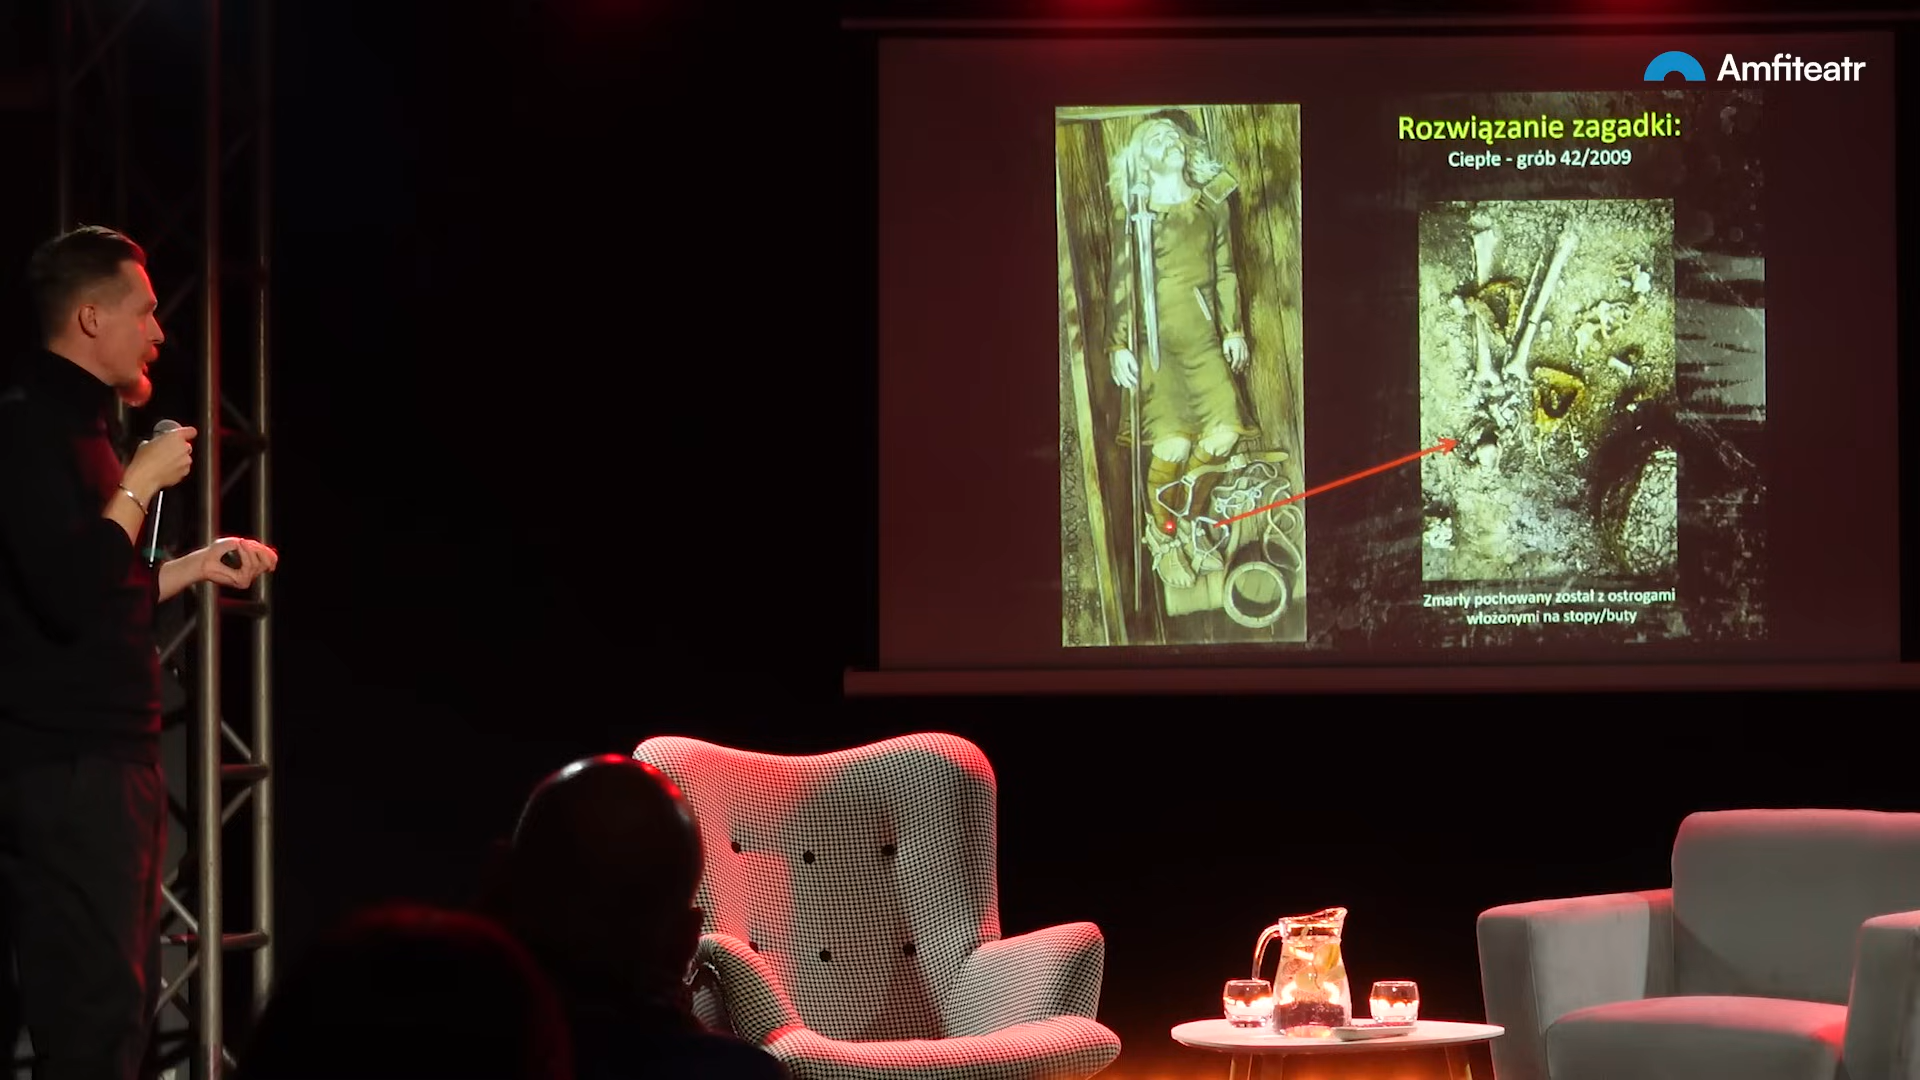 Amfiteatr
Rozwiązanie zagadki:
Ciepłe - grób 42/2009
Zmarły pochowany został z ostrogami
włożonymi na stopy/buty